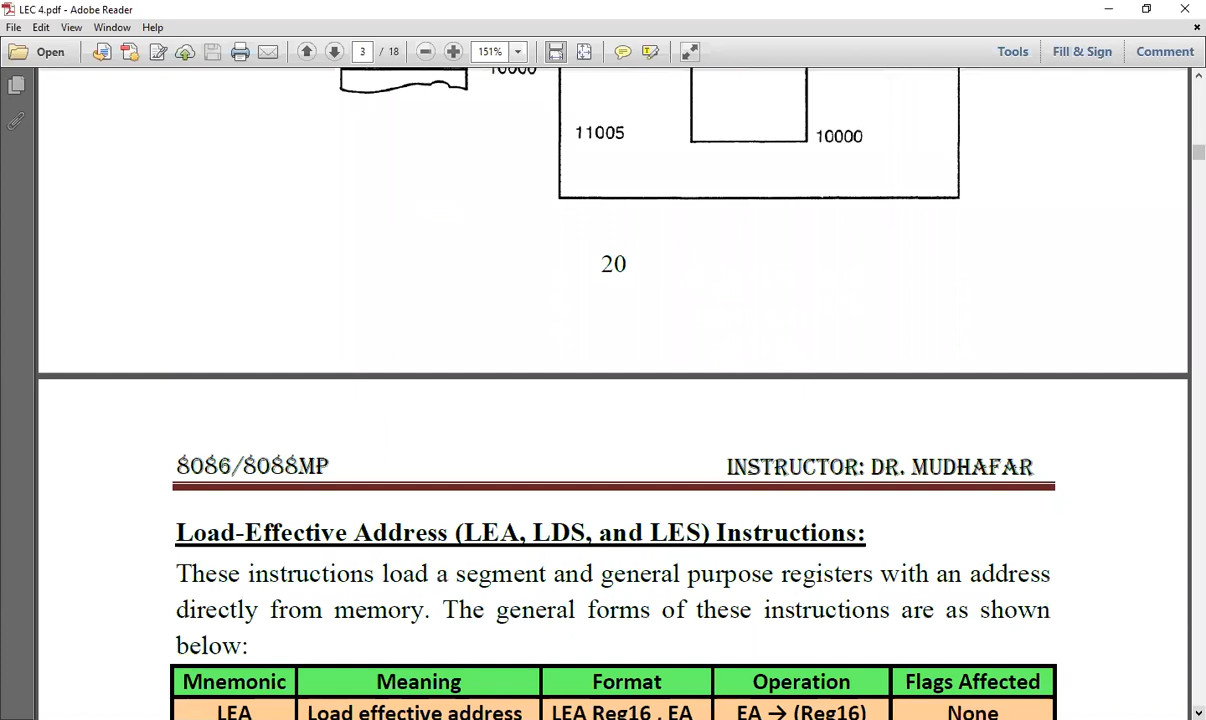 LEC 4.pdf - Adobe Reader
File Edit View Window Help
Open 3 / 18 151% Tools Fill & Sign Comment
10000
11005
10000
20
8086/8088MP INSTRUCTOR: DR. MUDHAFAR
Load-Effective Address (LEA, LDS, and LES) Instructions:
These instructions load a segment and general purpose registers with an address
directly from memory. The general forms of these instructions are as shown
below:
Mnemonic Meaning Format Operation Flags Affected
LEA Load effective address LEA Reg16 , EA EA → (Reg16) None